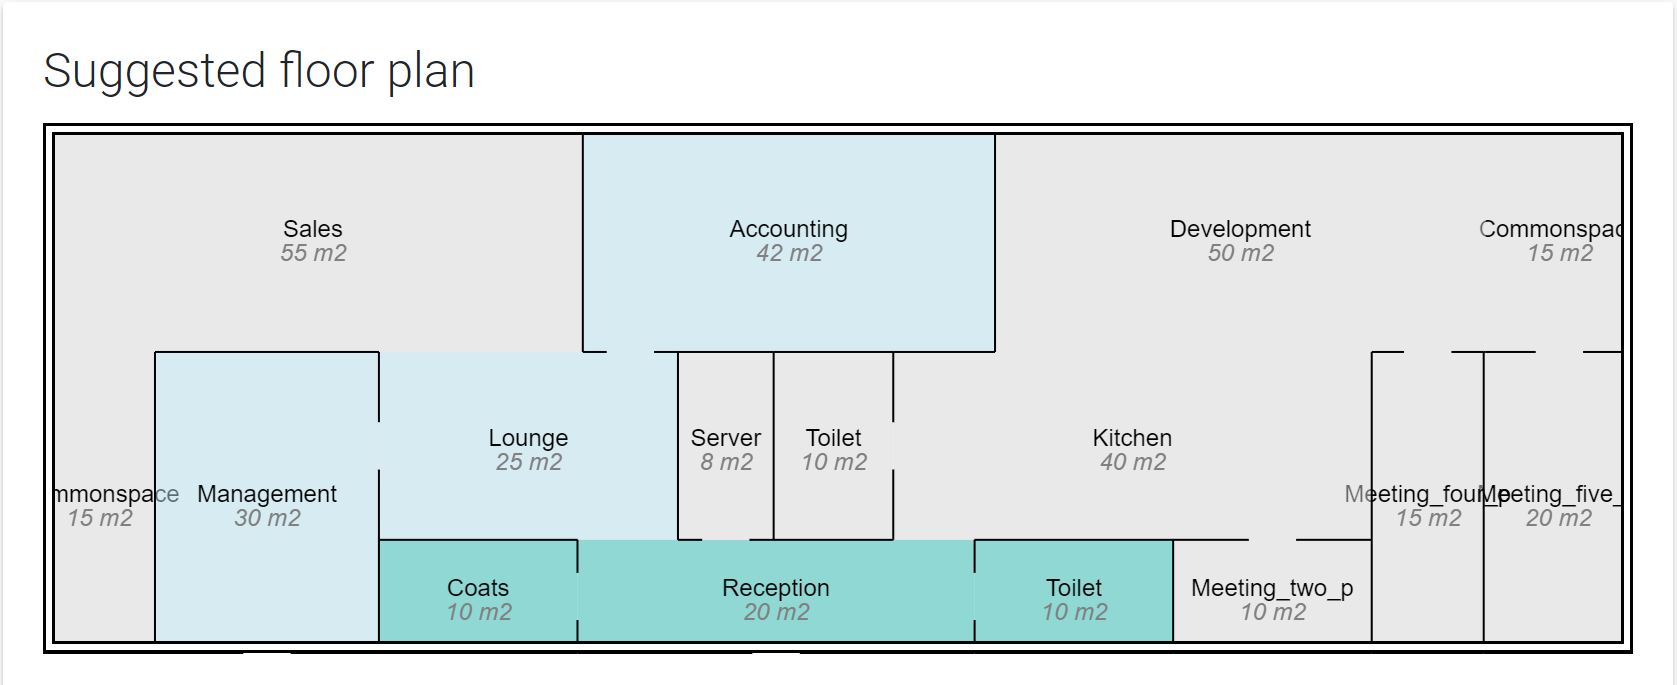 Suggested floor plan
Sales
55 m2
Accounting
42 m2
Development
50 m2
Commonspac
15 m2
Lounge
25 m2
Server
8 m2
Toilet
10 m2
Kitchen
40 m2
mmonspace
15 m2
Management
30 m2
Meeting_four_p
15 m2
Meeting_five_
20 m2
Coats
10 m2
Reception
20 m2
Toilet
10 m2
Meeting_two_p
10 m2